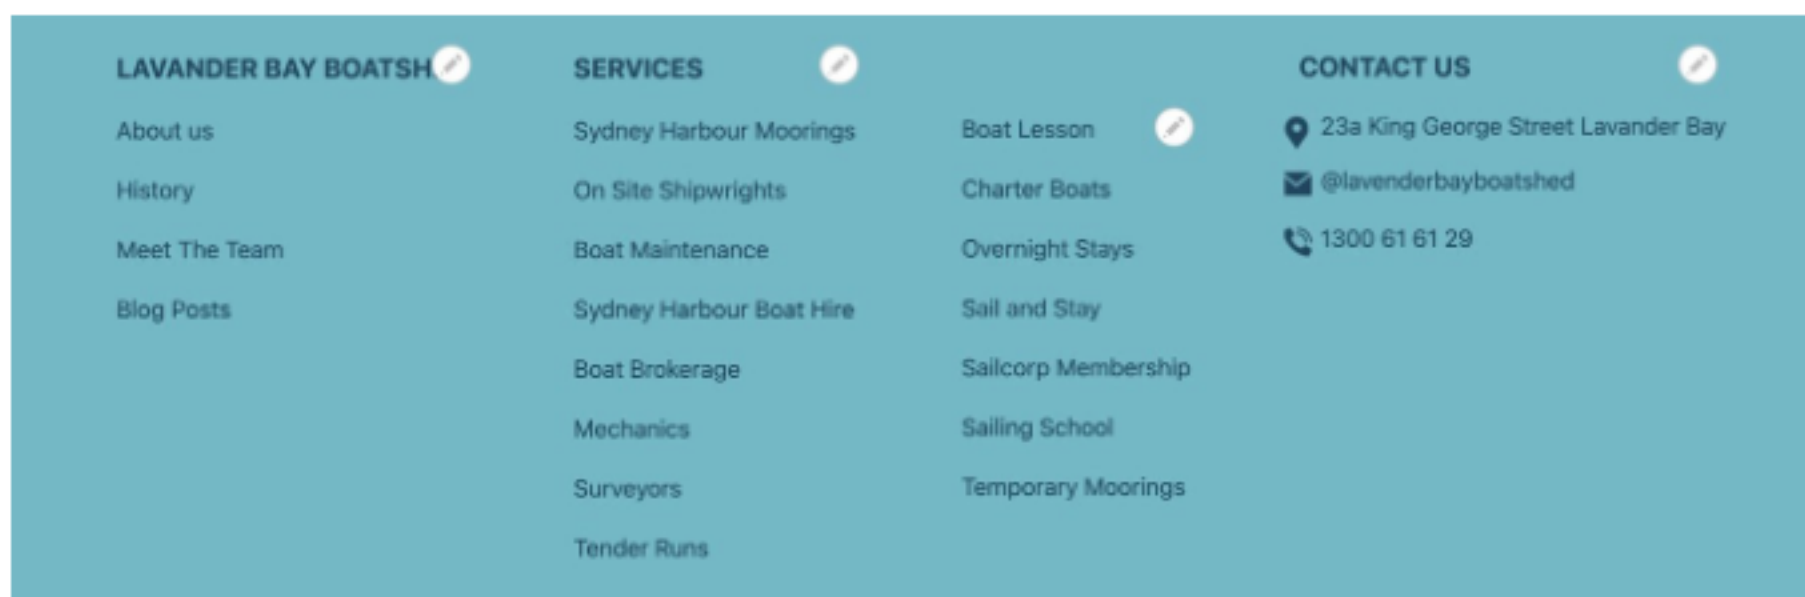 LAVANDER BAY BOATSH
About us
History
Meet The Team
Blog Posts
SERVICES
Sydney Harbour Moorings
On Site Shipwrights
Boat Maintenance
Sydney Harbour Boat Hire
Boat Brokerage
Mechanics
Surveyors
Tender Runs
Boat Lesson
Charter Boats
Overnight Stays
Sail and Stay
Sailcorp Membership
Sailing School
Temporary Moorings
CONTACT US
23a King George Street Lavander Bay
@lavenderbayboatshed
1300 61 61 29